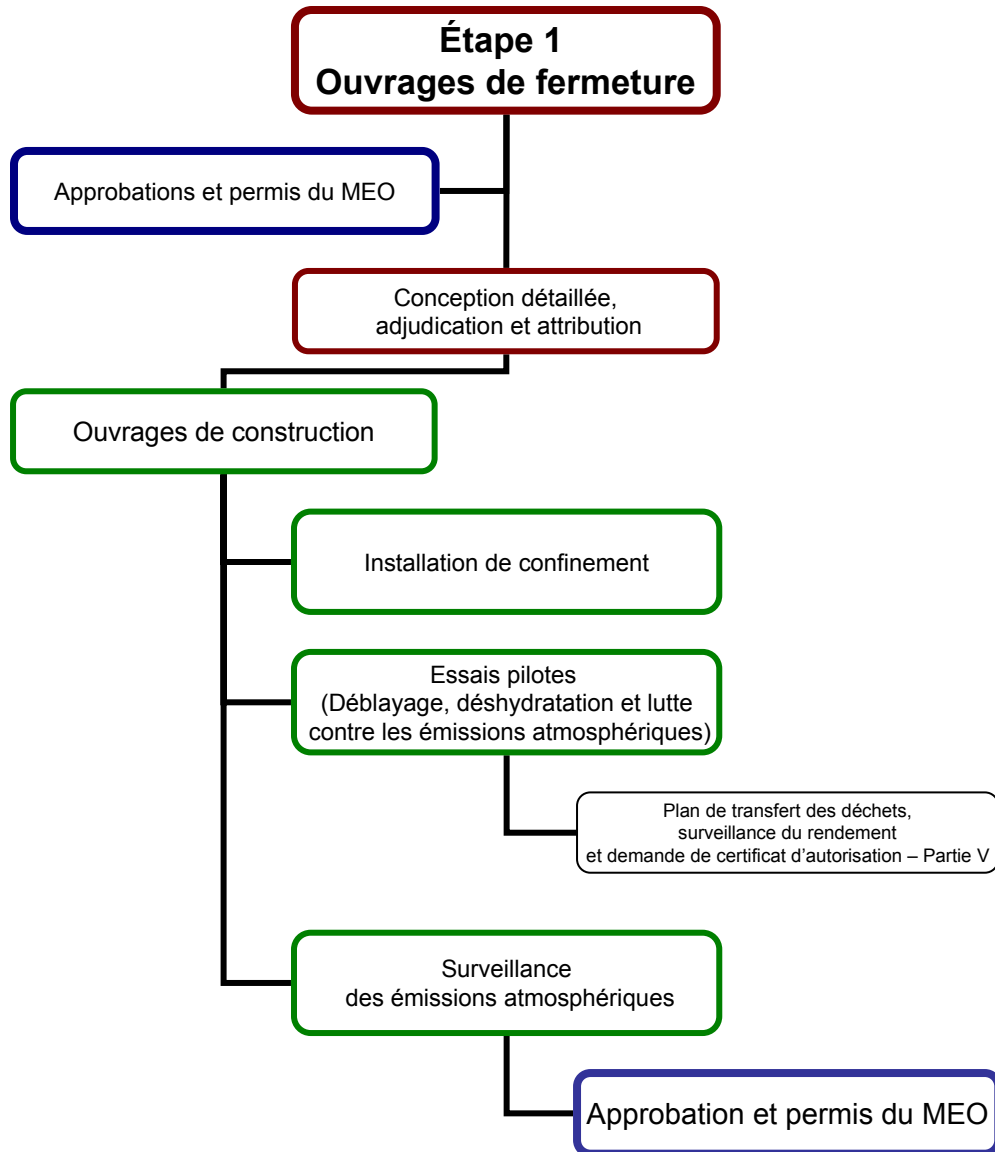 Étape 1
Ouvrages de fermeture
Approbations et permis du MEO
Conception détaillée,
adjudication et attribution
Ouvrages de construction
Installation de confinement
Essais pilotes
(Déblayage, déshydratation et lutte
contre les émissions atmosphériques)
Plan de transfert des déchets,
surveillance du rendement
et demande de certificat d’autorisation – Partie V
Surveillance
des émissions atmosphériques
Approbation et permis du MEO